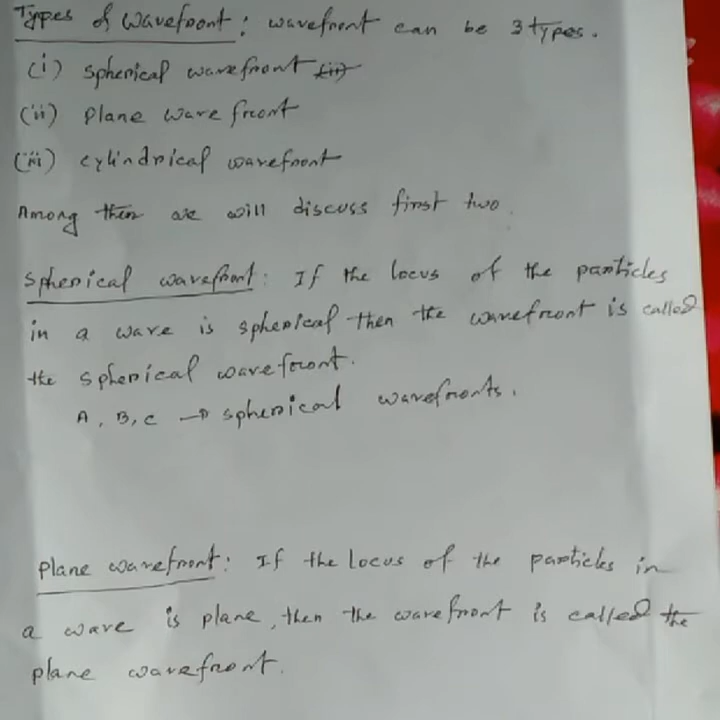 Types of wavefront : wavefront can be 3 types.
(i) spherical wavefront (ii)
(ii) plane wave front
(iii) cylindrical wavefront
Among them we will discuss first two.
Spherical wavefront : If the locus of the particles
in a wave is spherical then the wavefront is called
the spherical wavefront.
A, B, C → spherical wavefronts.
plane wavefront : If the locus of the particles in
a wave is plane, then the wavefront is called the
plane wavefront.